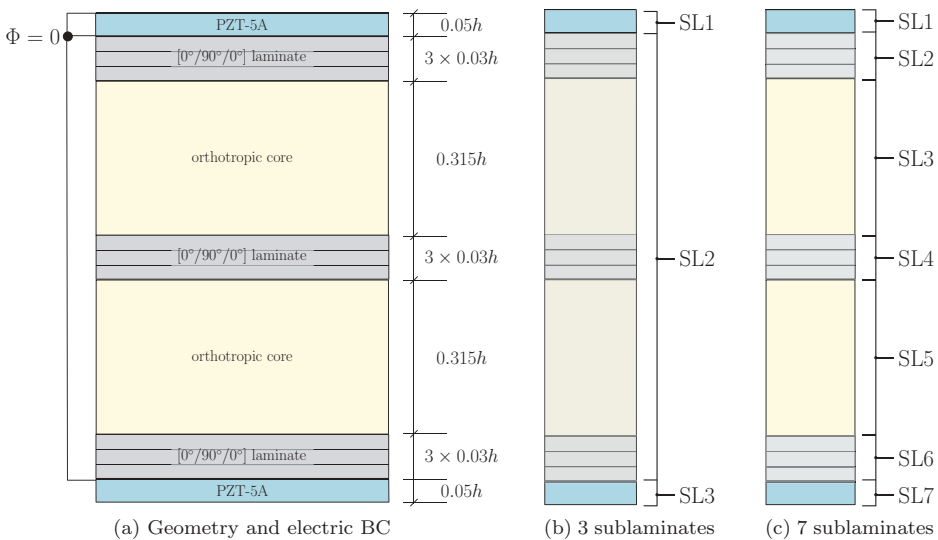 PZT-5A
0.05h
Φ = 0
[0°/90°/0°] laminate
3 × 0.03h
orthotropic core
0.315h
[0°/90°/0°] laminate
3 × 0.03h
orthotropic core
0.315h
[0°/90°/0°] laminate
3 × 0.03h
PZT-5A
0.05h
(a) Geometry and electric BC
SL1
SL2
SL3
(b) 3 sublaminates
SL1
SL2
SL3
SL4
SL5
SL6
SL7
(c) 7 sublaminates